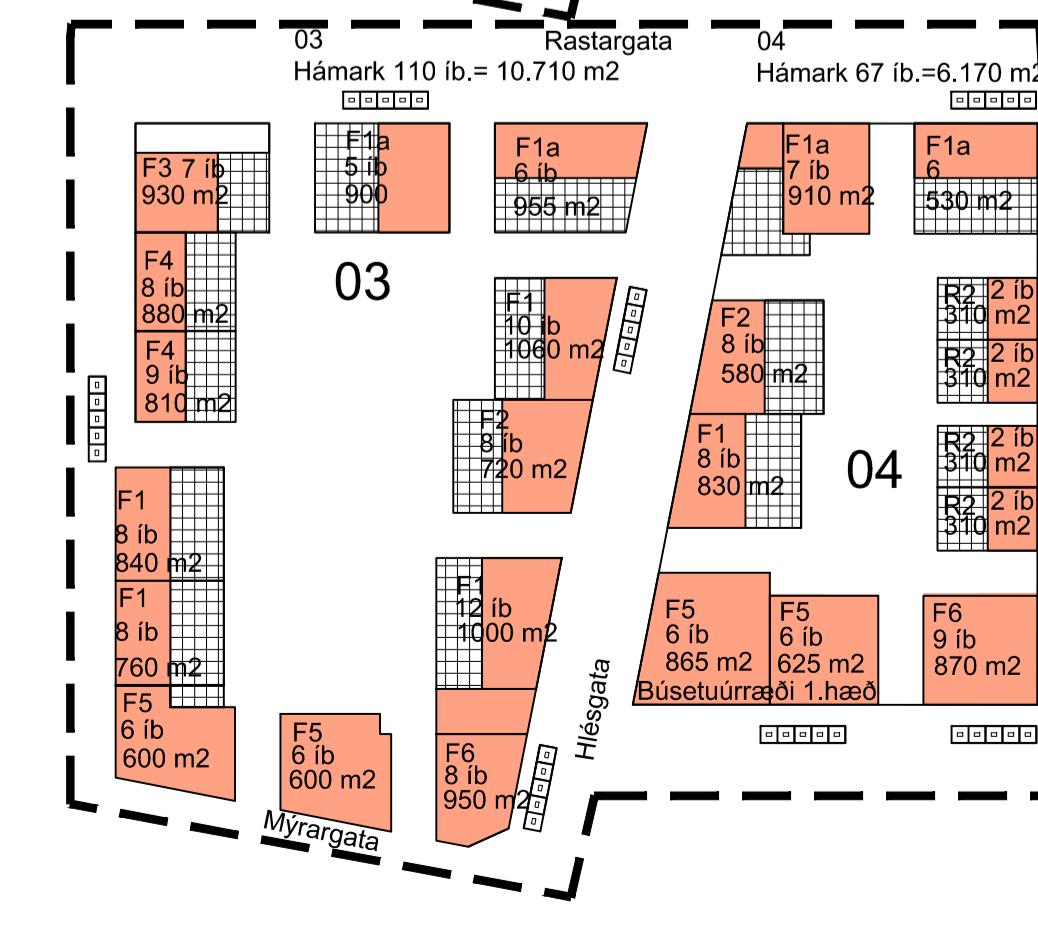 03
Rastargata
04
Hámark 110 íb.= 10.710 m2
Hámark 67 íb.=6.170 m2
F3 7 íb
930 m2
F1a
5 íb
900
F1a
6 íb
955 m2
F1a
7 íb
910 m2
F1a
6
530 m2
F4
8 íb
880 m2
F4
9 íb
810 m2
03
F1
10 íb
1060 m2
F2
8 íb
720 m2
F2
8 íb
580 m2
F1
8 íb
830 m2
04
R2 2 íb
310 m2
R2 2 íb
310 m2
R2 2 íb
310 m2
R2 2 íb
310 m2
F1
8 íb
840 m2
F1
8 íb
760 m2
F5
6 íb
600 m2
F5
6 íb
600 m2
F1
12 íb
1000 m2
F6
8 íb
950 m2
Hlésgata
F5
6 íb
865 m2
F5
6 íb
625 m2
Búsetuúrræði 1.hæð
F6
9 íb
870 m2
Mýrargata